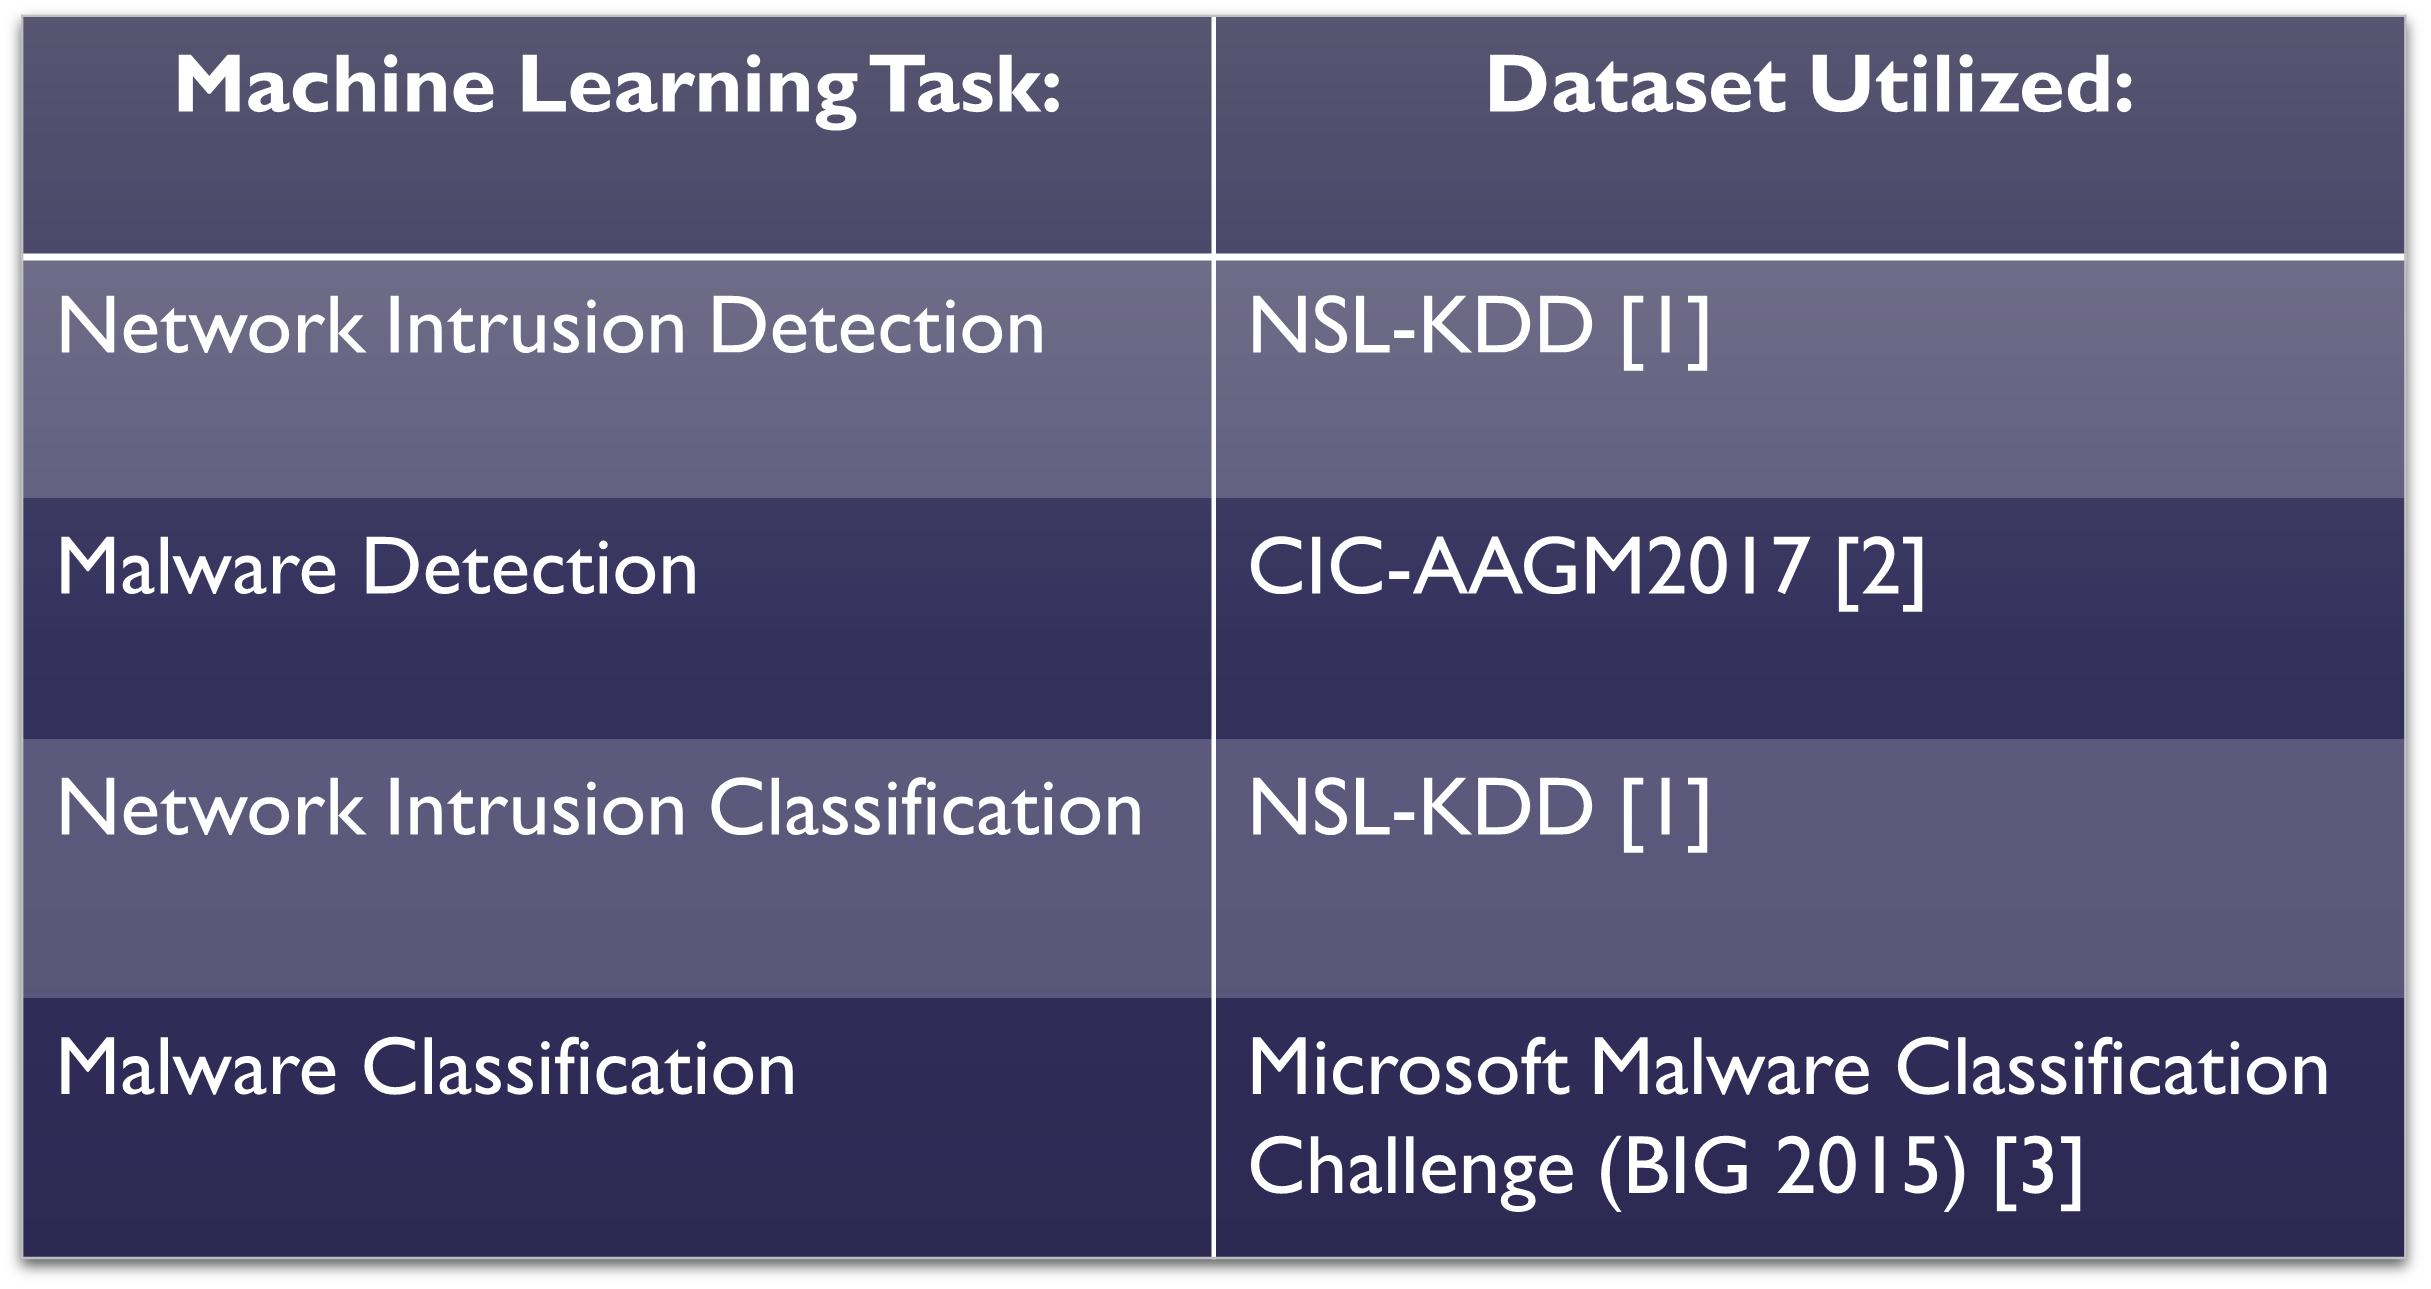 Machine Learning Task:
Dataset Utilized:
Network Intrusion Detection
NSL-KDD [1]
Malware Detection
CIC-AAGM2017 [2]
Network Intrusion Classification
NSL-KDD [1]
Malware Classification
Microsoft Malware Classification
Challenge (BIG 2015) [3]